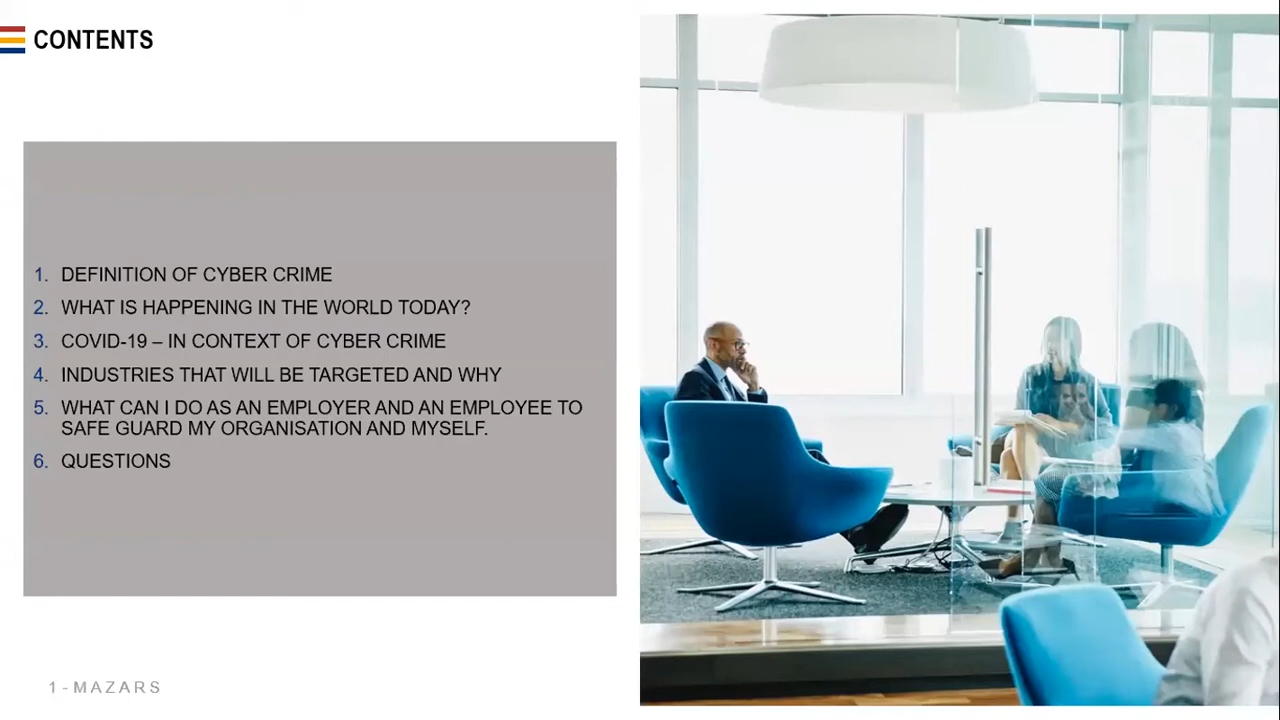 CONTENTS
1. DEFINITION OF CYBER CRIME
2. WHAT IS HAPPENING IN THE WORLD TODAY?
3. COVID-19 – IN CONTEXT OF CYBER CRIME
4. INDUSTRIES THAT WILL BE TARGETED AND WHY
5. WHAT CAN I DO AS AN EMPLOYER AND AN EMPLOYEE TO
SAFE GUARD MY ORGANISATION AND MYSELF.
6. QUESTIONS
1 - MAZARS